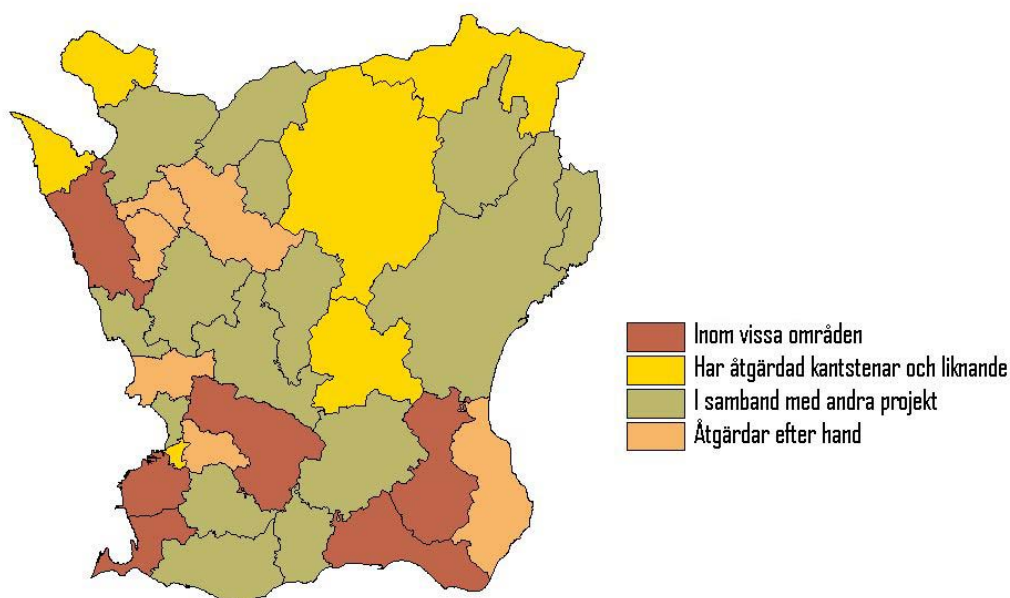 Inom vissa områden
Har åtgärdad kantstenar och liknande
I samband med andra projekt
Åtgärdar efter hand